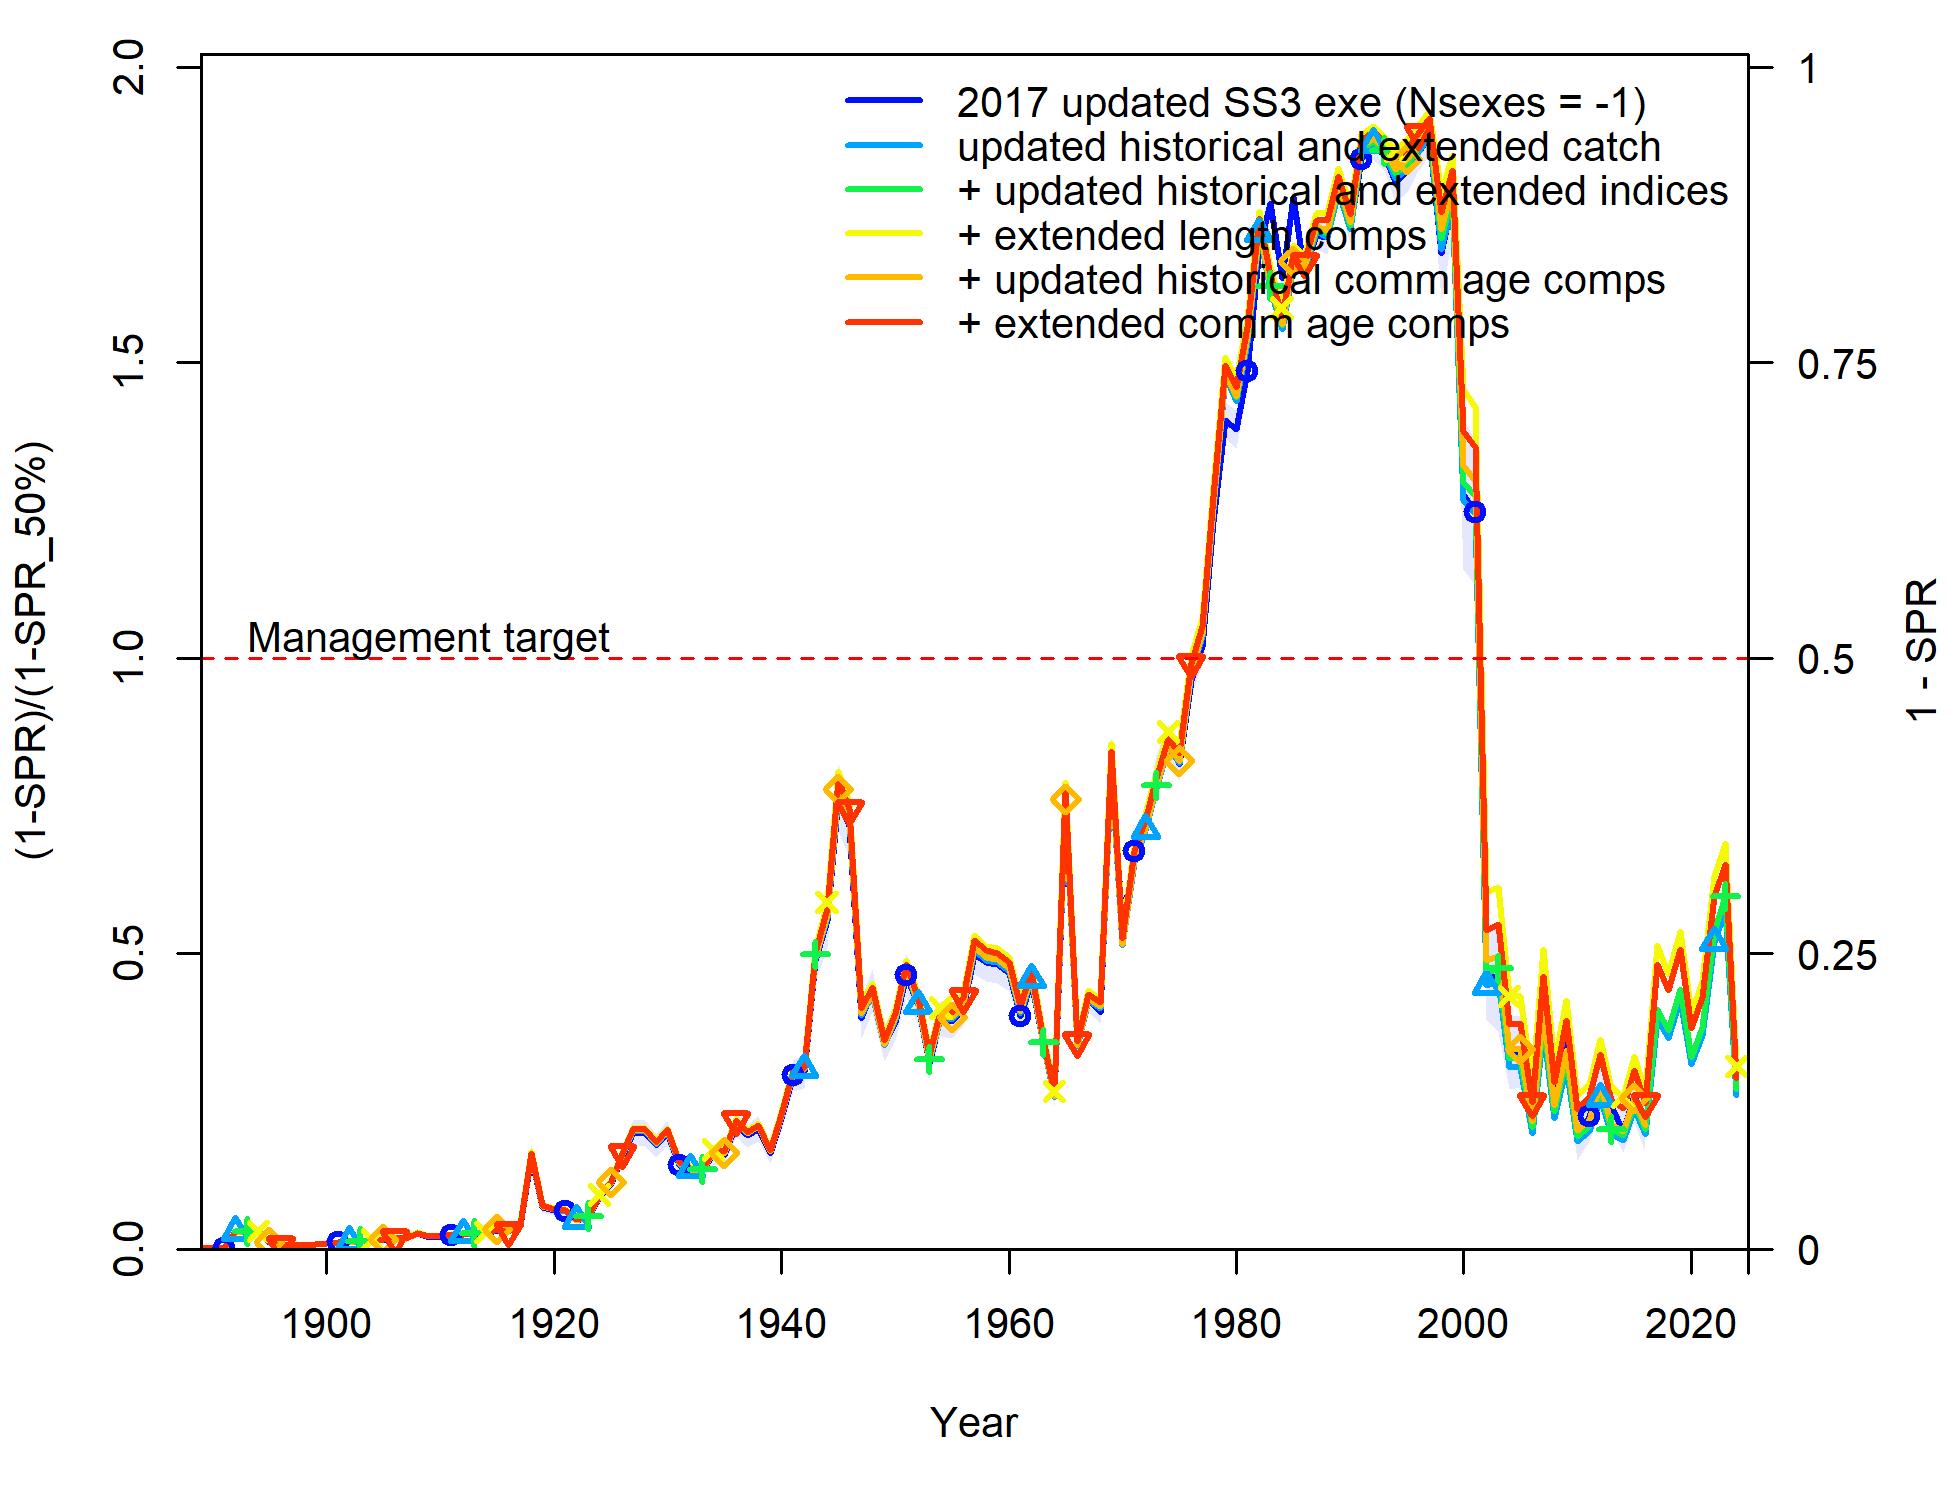 2017 updated SS3 exe (Nsexes = -1)
updated historical and extended catch
+ updated historical and extended indices
+ extended length comps
+ updated historical comm age comps
+ extended comm age comps
Management target
(1-SPR)/(1-SPR_50%)
2.0
1.5
1.0
0.5
0.0
1 - SPR
1
0.75
0.5
0.25
0
1900 1920 1940 1960 1980 2000 2020
Year